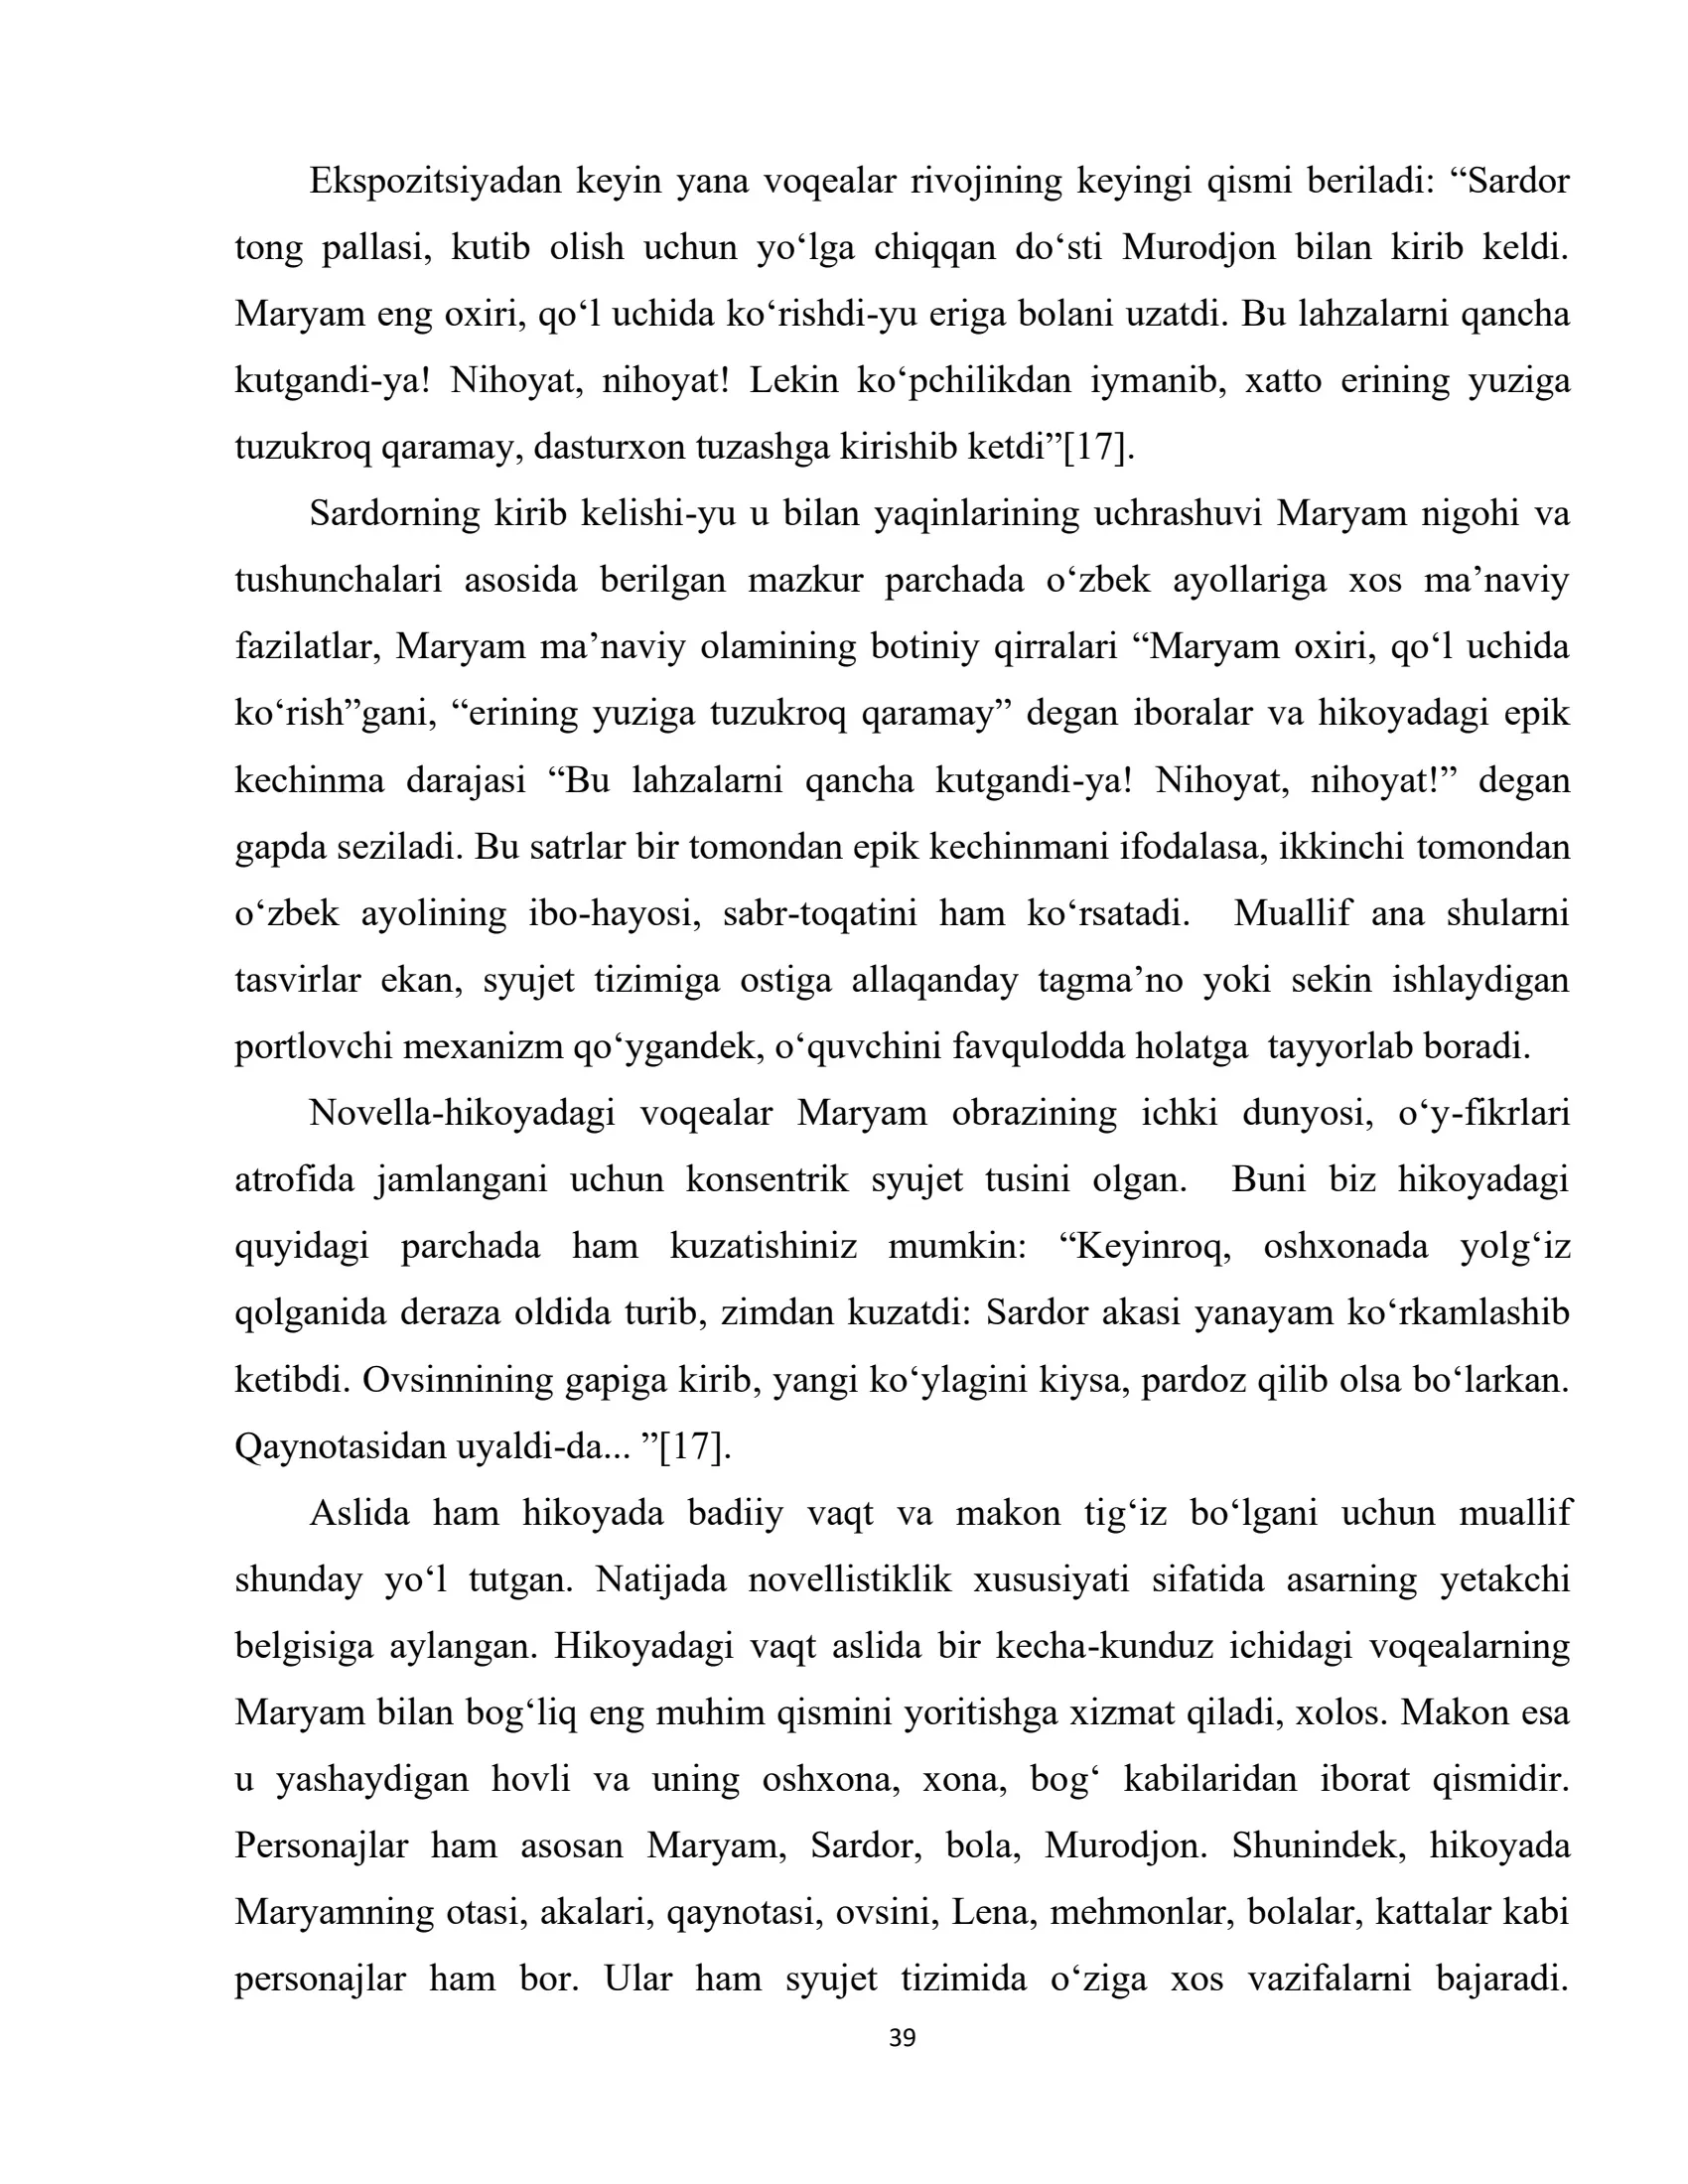 Ekspozitsiyadan keyin yana voqealar rivojining keyingi qismi beriladi: “Sardor
tong pallasi, kutib olish uchun yo‘lga chiqqan do‘sti Murodjon bilan kirib keldi.
Maryam eng oxiri, qo‘l uchida ko‘rishdi-yu eriga bolani uzatdi. Bu lahzalarni qancha
kutgandi-ya! Nihoyat, nihoyat! Lekin ko‘pchilikdan iymanib, xatto erining yuziga
tuzukroq qaramay, dasturxon tuzashga kirishib ketdi”[17].
Sardorning kirib kelishi-yu u bilan yaqinlarining uchrashuvi Maryam nigohi va
tushunchalari asosida berilgan mazkur parchada o‘zbek ayollariga xos ma’naviy
fazilatlar, Maryam ma’naviy olamining botiniy qirralari “Maryam oxiri, qo‘l uchida
ko‘rish”gani, “erining yuziga tuzukroq qaramay” degan iboralar va hikoyadagi epik
kechinma darajasi “Bu lahzalarni qancha kutgandi-ya! Nihoyat, nihoyat!” degan
gapda seziladi. Bu satrlar bir tomondan epik kechinmani ifodalasa, ikkinchi tomondan
o‘zbek ayolining ibo-hayosi, sabr-toqatini ham ko‘rsatadi.  Muallif ana shularni
tasvirlar ekan, syujet tizimiga ostiga allaqanday tagma’no yoki sekin ishlaydigan
portlovchi mexanizm qo‘ygandek, o‘quvchini favqulodda holatga  tayyorlab boradi.
Novella-hikoyadagi voqealar Maryam obrazining ichki dunyosi, o‘y-fikrlari
atrofida jamlangani uchun konsentrik syujet tusini olgan.  Buni biz hikoyadagi
quyidagi parchada ham kuzatishiniz mumkin: “Keyinroq, oshxonada yolg‘iz
qolganida deraza oldida turib, zimdan kuzatdi: Sardor akasi yanayam ko‘rkamlashib
ketibdi. Ovsinnining gapiga kirib, yangi ko‘ylagini kiysa, pardoz qilib olsa bo‘larkan.
Qaynotasidan uyaldi-da... ”[17].
Aslida ham hikoyada badiiy vaqt va makon tig‘iz bo‘lgani uchun muallif
shunday yo‘l tutgan. Natijada novellistiklik xususiyati sifatida asarning yetakchi
belgisiga aylangan. Hikoyadagi vaqt aslida bir kecha-kunduz ichidagi voqealarning
Maryam bilan bog‘liq eng muhim qismini yoritishga xizmat qiladi, xolos. Makon esa
u yashaydigan hovli va uning oshxona, xona, bog‘ kabilaridan iborat qismidir.
Personajlar ham asosan Maryam, Sardor, bola, Murodjon. Shunindek, hikoyada
Maryamning otasi, akalari, qaynotasi, ovsini, Lena, mehmonlar, bolalar, kattalar kabi
personajlar ham bor. Ular ham syujet tizimida o‘ziga xos vazifalarni bajaradi.
39